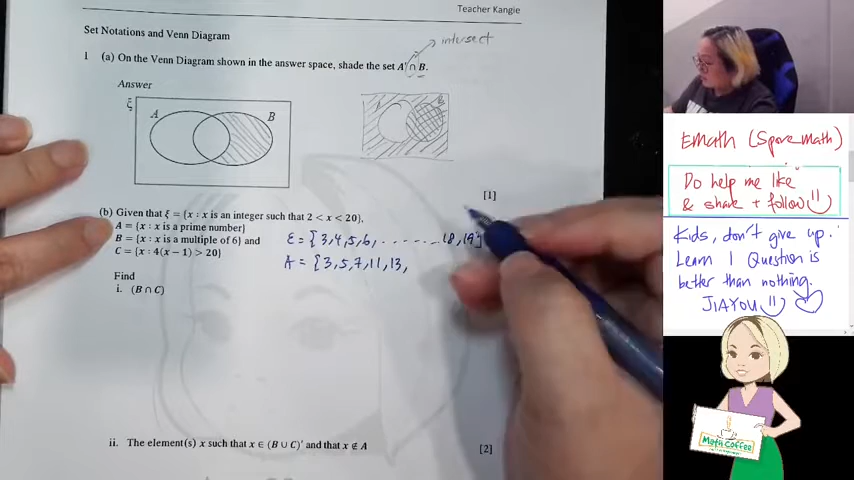 Teacher Kangie
Set Notations and Venn Diagram
intersect
1 (a) On the Venn Diagram shown in the answer space, shade the set A' ∩ B.
Answer
ξ
A
B
[1]
(b) Given that ξ = {x : x is an integer such that 2 < x < 20},
A = {x : x is a prime number}
B = {x : x is a multiple of 6} and
C = {x : 4(x − 1) > 20}
ε = {3,4,5,6, . . . . . . 18,19}
A = {3,5,7,11,13,
Find
i. (B ∩ C)
ii. The element(s) x such that x ∈ (B ∪ C)' and that x ∉ A
[2]
EMath (Spore math)
Do help me like
& share + follow
Kids, don't give up.
Learn 1 Question is
better than nothing.
JIAYOU
Math Coffee